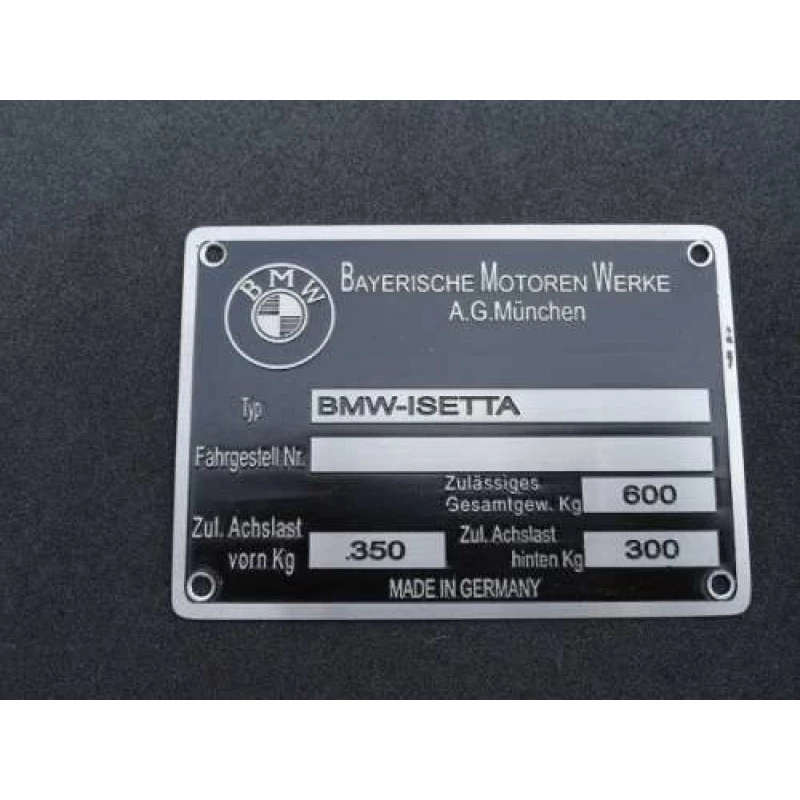 BMW
BAYERISCHE MOTOREN WERKE
A.G.München
Typ BMW-ISETTA
Fahrgestell Nr.
Zulässiges
Gesamtgew. Kg 600
Zul. Achslast
vorn Kg .350
Zul. Achslast
hinten Kg 300
MADE IN GERMANY